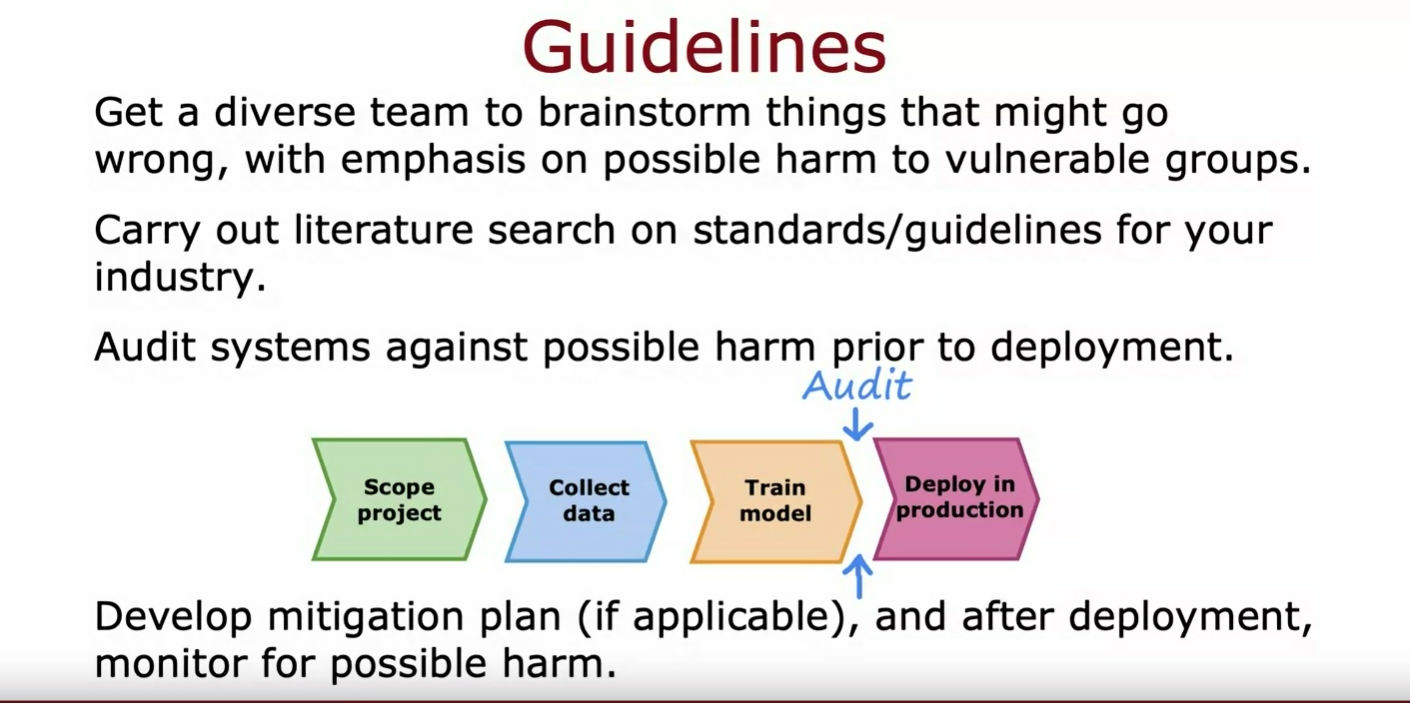 Guidelines
Get a diverse team to brainstorm things that might go
wrong, with emphasis on possible harm to vulnerable groups.
Carry out literature search on standards/guidelines for your
industry.
Audit systems against possible harm prior to deployment.
Audit
Scope
project
Collect
data
Train
model
Deploy in
production
Develop mitigation plan (if applicable), and after deployment,
monitor for possible harm.